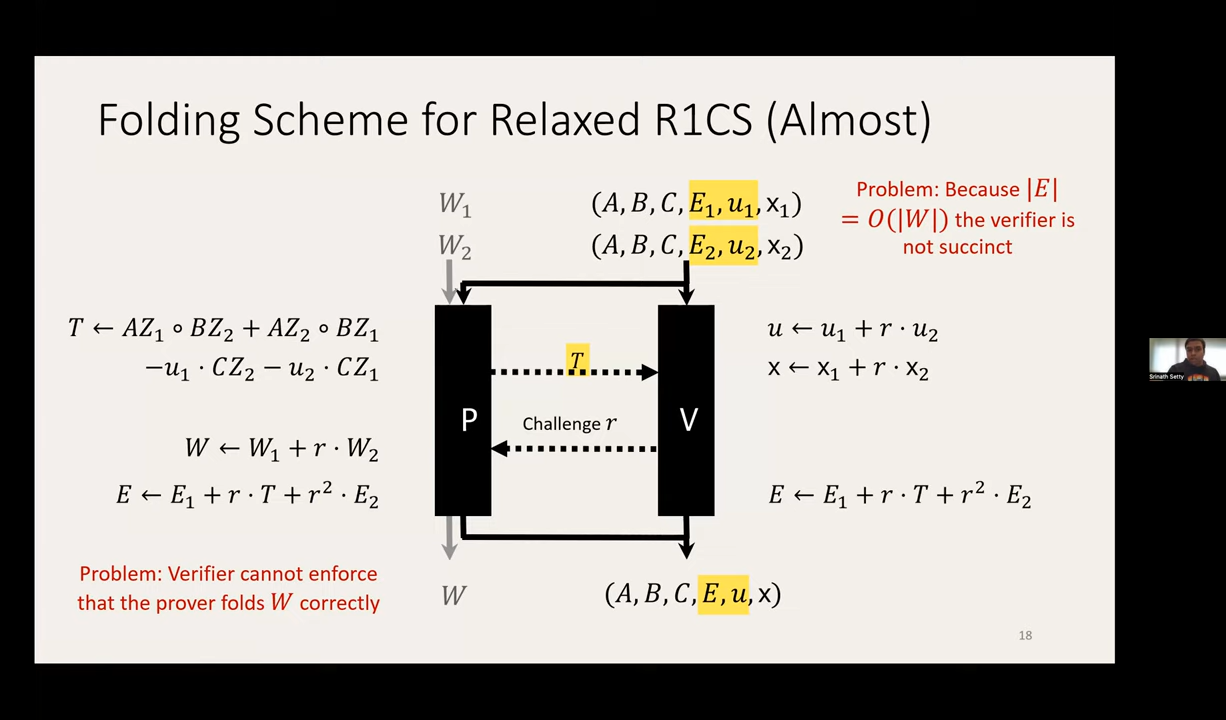 Folding Scheme for Relaxed R1CS (Almost)
W₁
(A, B, C, E₁, u₁, x₁)
W₂
(A, B, C, E₂, u₂, x₂)
Problem: Because |E|
= O(|W|) the verifier is
not succinct
T ← AZ₁ ∘ BZ₂ + AZ₂ ∘ BZ₁
−u₁ · CZ₂ − u₂ · CZ₁
T
u ← u₁ + r · u₂
x ← x₁ + r · x₂
P
Challenge r
V
W ← W₁ + r · W₂
E ← E₁ + r · T + r² · E₂
E ← E₁ + r · T + r² · E₂
Problem: Verifier cannot enforce
that the prover folds W correctly
W
(A, B, C, E, u, x)
18
Srinath Setty